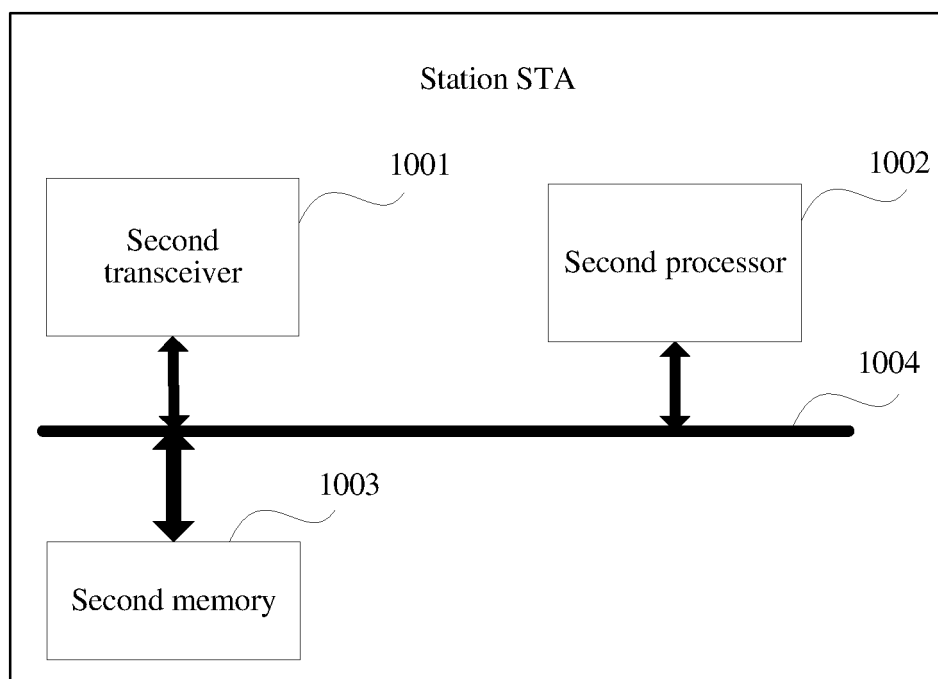 Station STA
1001
1002
Second
transceiver
Second processor
1004
1003
Second memory